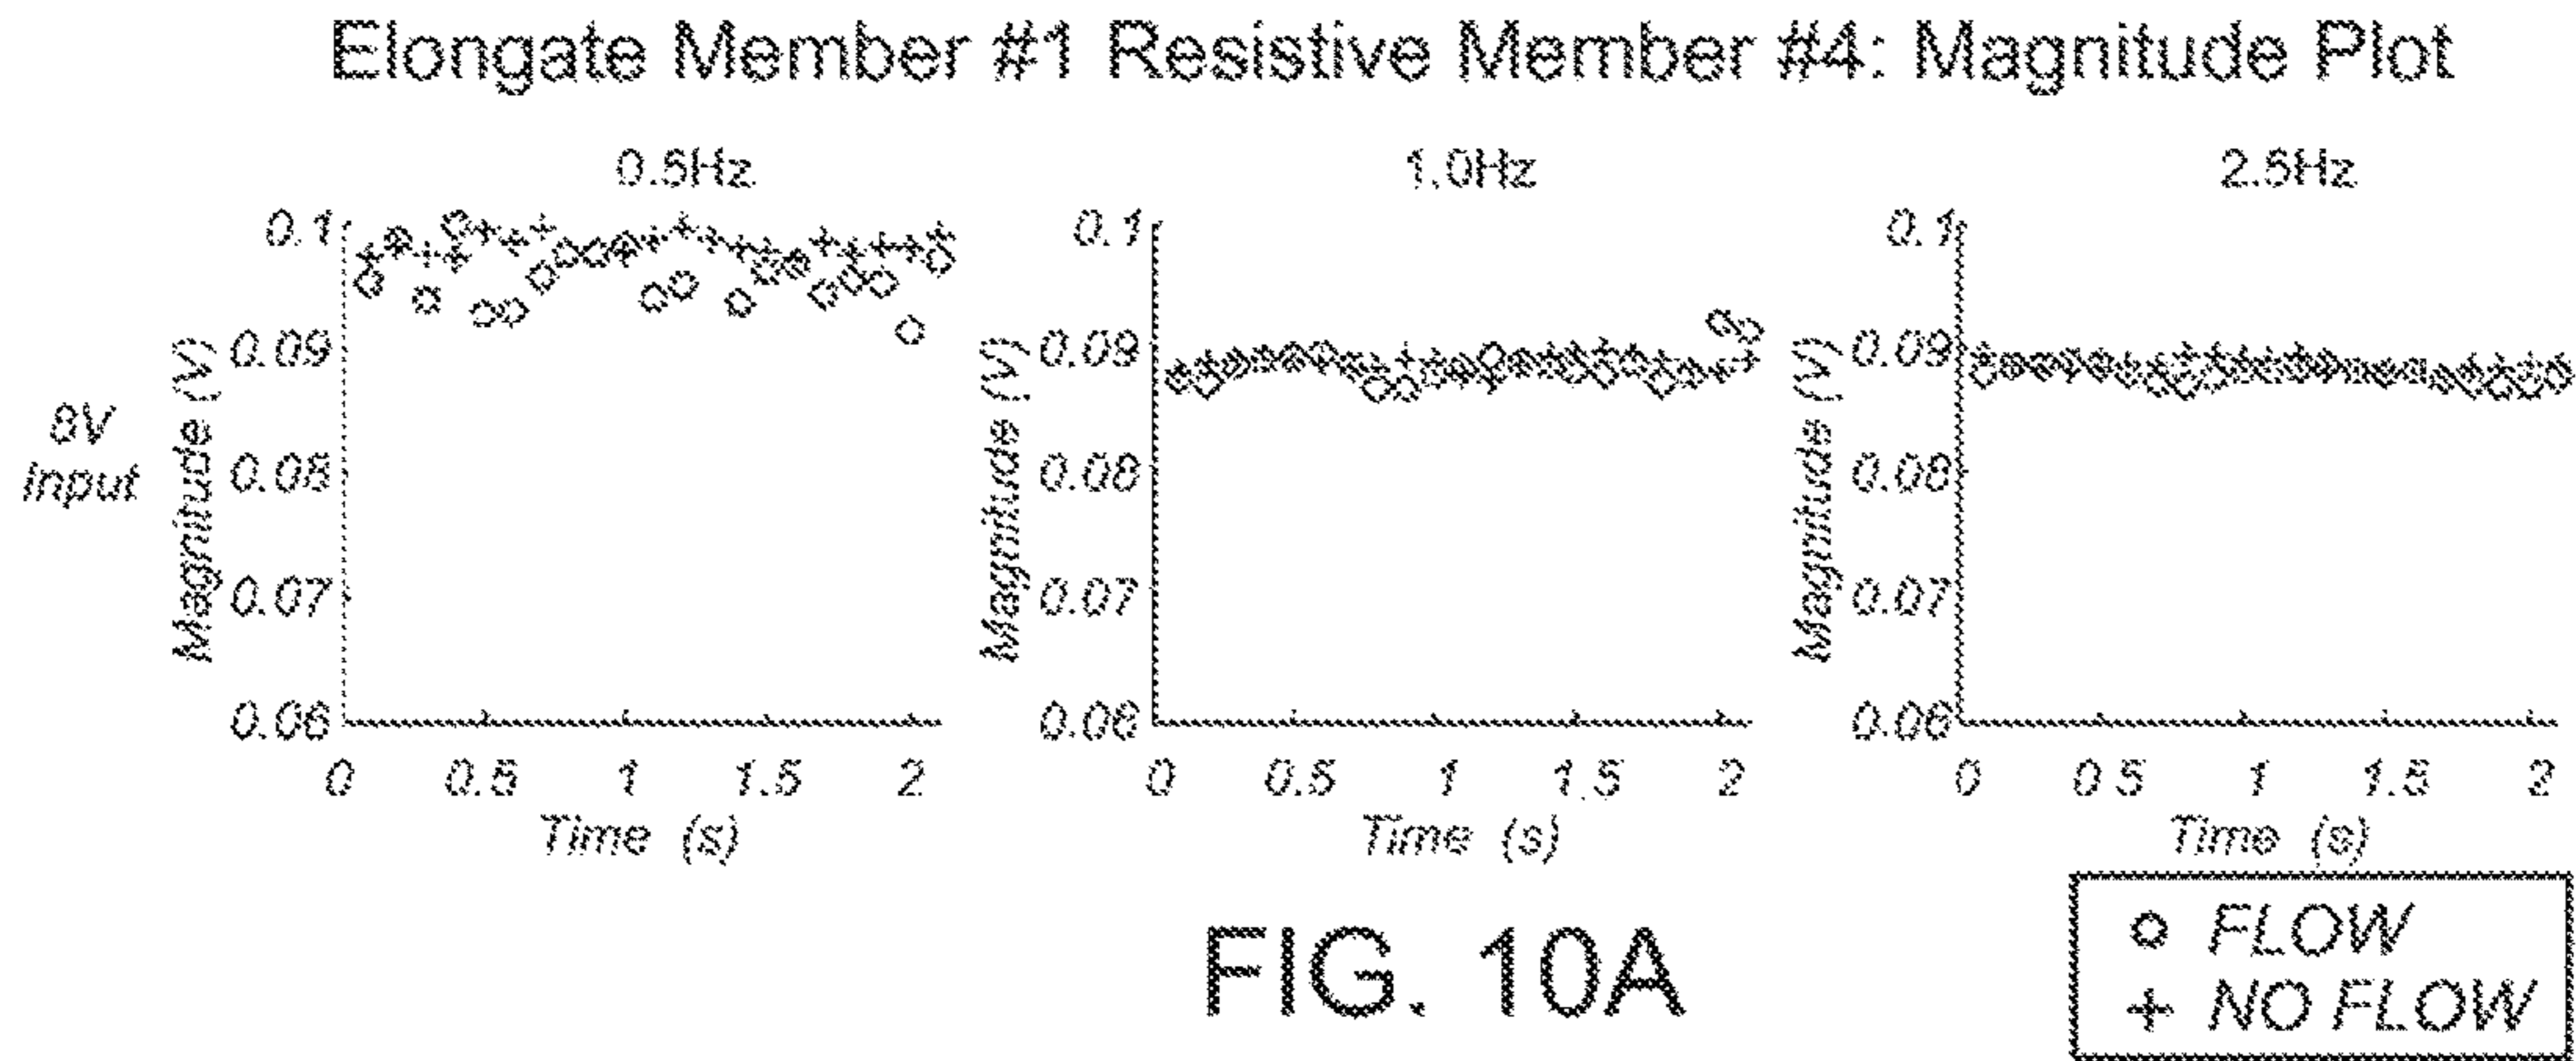 Elongate Member #1 Resistive Member #4: Magnitude Plot
0.5Hz
1.0Hz
2.5Hz
8V
Input
Magnitude (V)
0.1
0.09
0.08
0.07
0.06
0 0.5 1 1.5 2
Time (s)
Magnitude (V)
0.1
0.09
0.08
0.07
0.06
0 0.5 1 1.5 2
Time (s)
Magnitude (V)
0.1
0.09
0.08
0.07
0.06
0 0.5 1 1.5 2
Time (s)
FLOW
NO FLOW
FIG. 10A